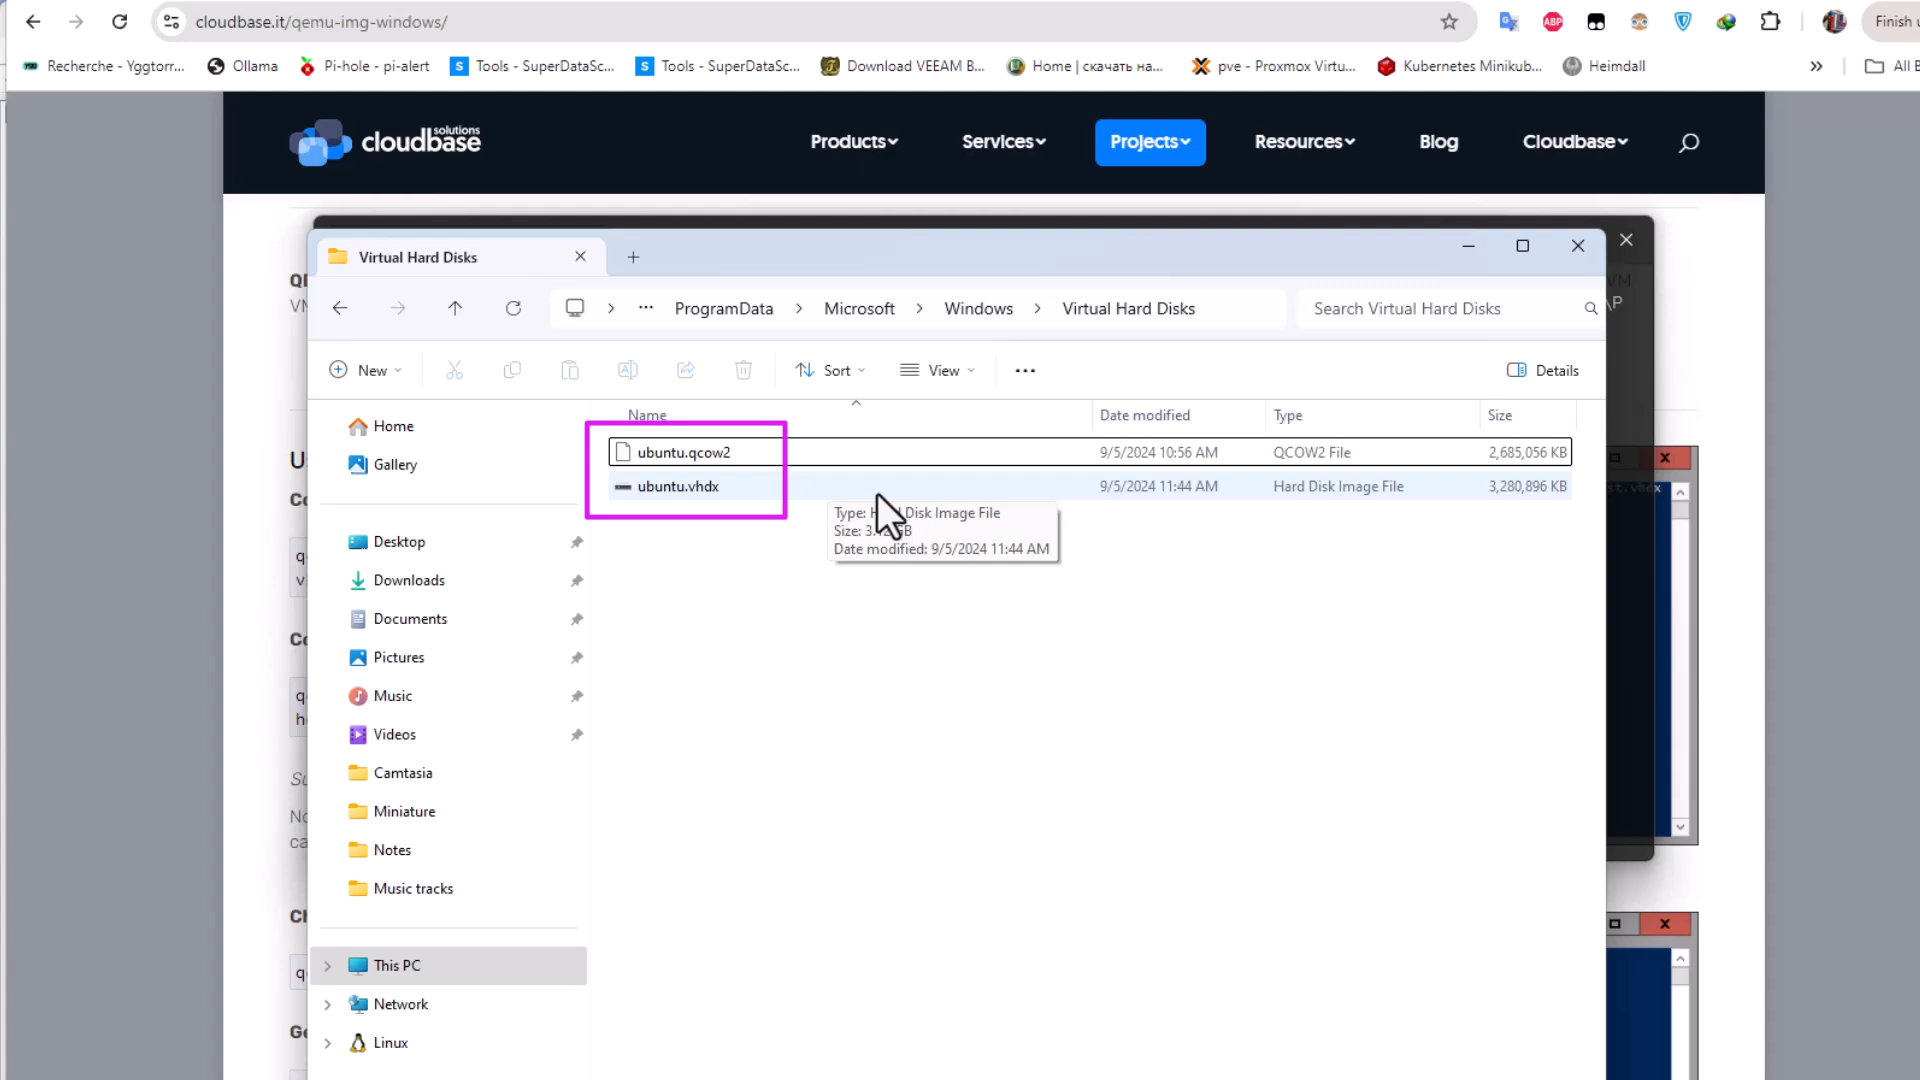 cloudbase.it/qemu-img-windows/
Finish u
Recherche - Yggtorr...
Ollama
Pi-hole - pi-alert
Tools - SuperDataSc...
Tools - SuperDataSc...
Download VEEAM B...
Home | скачать на...
pve - Proxmox Virtu...
Kubernetes Minikub...
Heimdall
All B
cloudbase solutions
Products
Services
Projects
Resources
Blog
Cloudbase
Virtual Hard Disks
ProgramData > Microsoft > Windows > Virtual Hard Disks
Search Virtual Hard Disks
New
Sort
View
Details
Name
Date modified
Type
Size
ubuntu.qcow2
9/5/2024 10:56 AM
QCOW2 File
2,685,056 KB
ubuntu.vhdx
9/5/2024 11:44 AM
Hard Disk Image File
3,280,896 KB
Type: H Disk Image File
Size: 3. GB
Date modified: 9/5/2024 11:44 AM
Home
Gallery
Desktop
Downloads
Documents
Pictures
Music
Videos
Camtasia
Miniature
Notes
Music tracks
This PC
Network
Linux